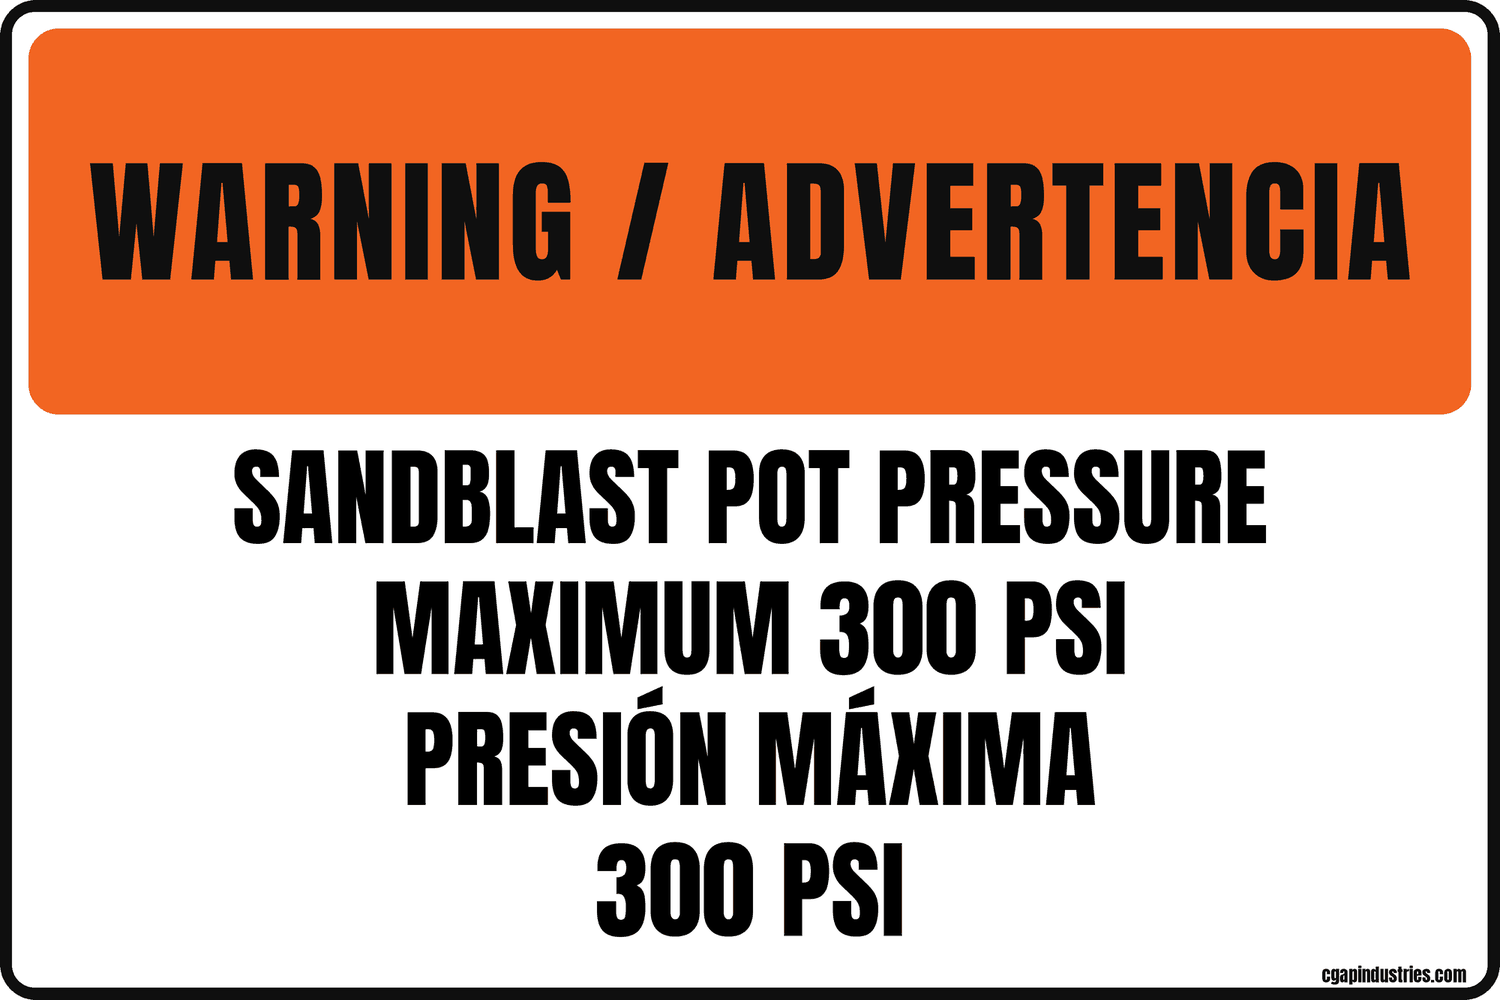 WARNING / ADVERTENCIA
SANDBLAST POT PRESSURE
MAXIMUM 300 PSI
PRESIÓN MÁXIMA
300 PSI
cgapindustries.com